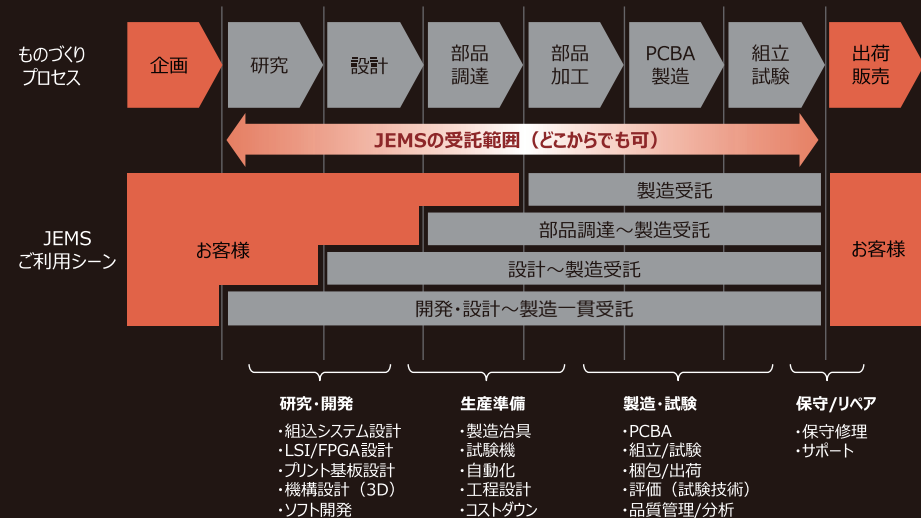 ものづくり
プロセス
企画
研究
設計
部品
調達
部品
加工
PCBA
製造
組立
試験
出荷
販売
JEMSの受託範囲（どこからでも可）
JEMS
ご利用シーン
お客様
製造受託
部品調達～製造受託
設計～製造受託
開発・設計～製造一貫受託
お客様
研究・開発
・組込システム設計
・LSI/FPGA設計
・プリント基板設計
・機構設計（3D）
・ソフト開発
生産準備
・製造冶具
・試験機
・自動化
・工程設計
・コストダウン
製造・試験
・PCBA
・組立/試験
・梱包/出荷
・評価（試験技術）
・品質管理/分析
保守/リペア
・保守修理
・サポート